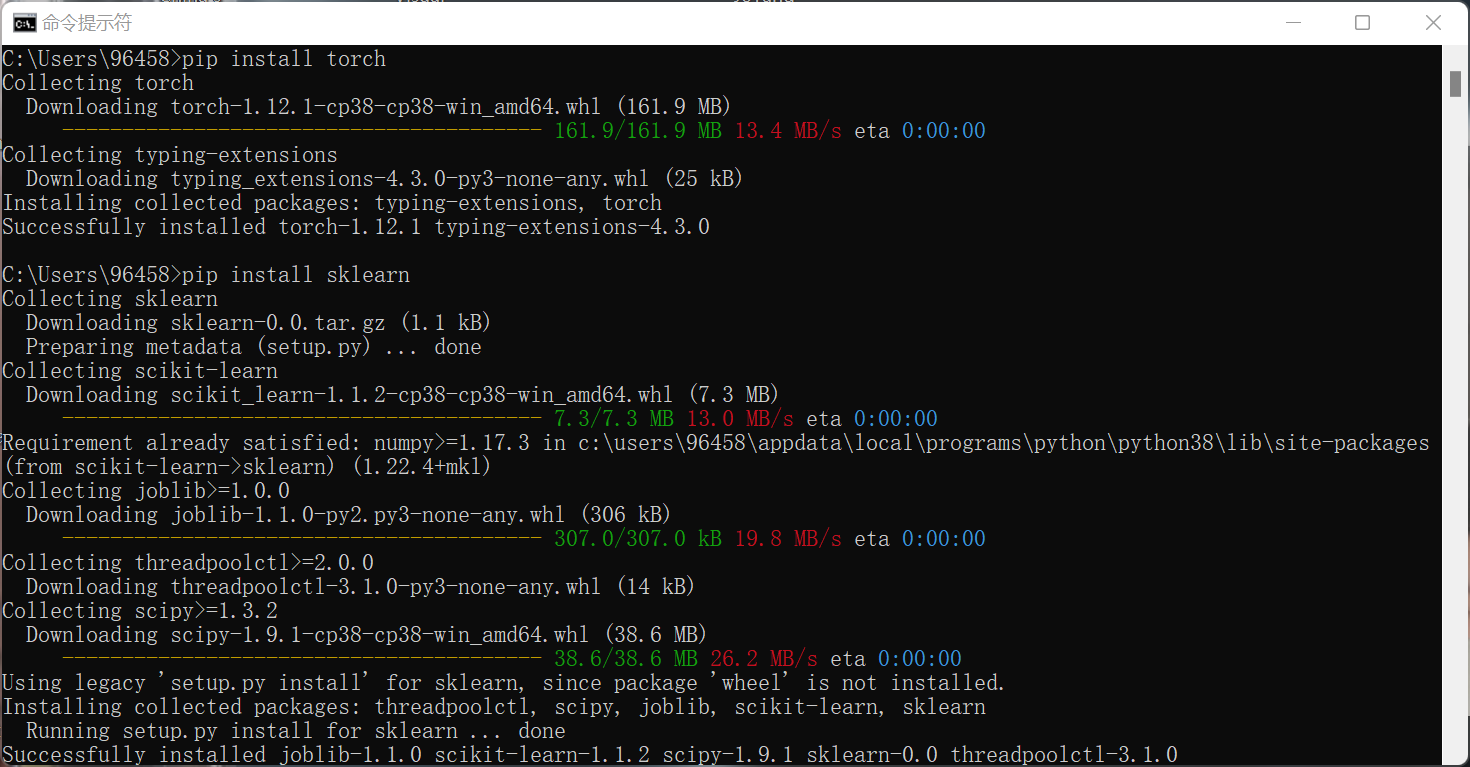 命令提示符
C:\Users\96458>pip install torch
Collecting torch
Downloading torch-1.12.1-cp38-cp38-win_amd64.whl (161.9 MB)
---------------------------------------- 161.9/161.9 MB 13.4 MB/s eta 0:00:00
Collecting typing-extensions
Downloading typing_extensions-4.3.0-py3-none-any.whl (25 kB)
Installing collected packages: typing-extensions, torch
Successfully installed torch-1.12.1 typing-extensions-4.3.0
C:\Users\96458>pip install sklearn
Collecting sklearn
Downloading sklearn-0.0.tar.gz (1.1 kB)
Preparing metadata (setup.py) ... done
Collecting scikit-learn
Downloading scikit_learn-1.1.2-cp38-cp38-win_amd64.whl (7.3 MB)
---------------------------------------- 7.3/7.3 MB 13.0 MB/s eta 0:00:00
Requirement already satisfied: numpy>=1.17.3 in c:\users\96458\appdata\local\programs\python\python38\lib\site-packages
(from scikit-learn->sklearn) (1.22.4+mkl)
Collecting joblib>=1.0.0
Downloading joblib-1.1.0-py2.py3-none-any.whl (306 kB)
---------------------------------------- 307.0/307.0 kB 19.8 MB/s eta 0:00:00
Collecting threadpoolctl>=2.0.0
Downloading threadpoolctl-3.1.0-py3-none-any.whl (14 kB)
Collecting scipy>=1.3.2
Downloading scipy-1.9.1-cp38-cp38-win_amd64.whl (38.6 MB)
---------------------------------------- 38.6/38.6 MB 26.2 MB/s eta 0:00:00
Using legacy 'setup.py install' for sklearn, since package 'wheel' is not installed.
Installing collected packages: threadpoolctl, scipy, joblib, scikit-learn, sklearn
Running setup.py install for sklearn ... done
Successfully installed joblib-1.1.0 scikit-learn-1.1.2 scipy-1.9.1 sklearn-0.0 threadpoolctl-3.1.0